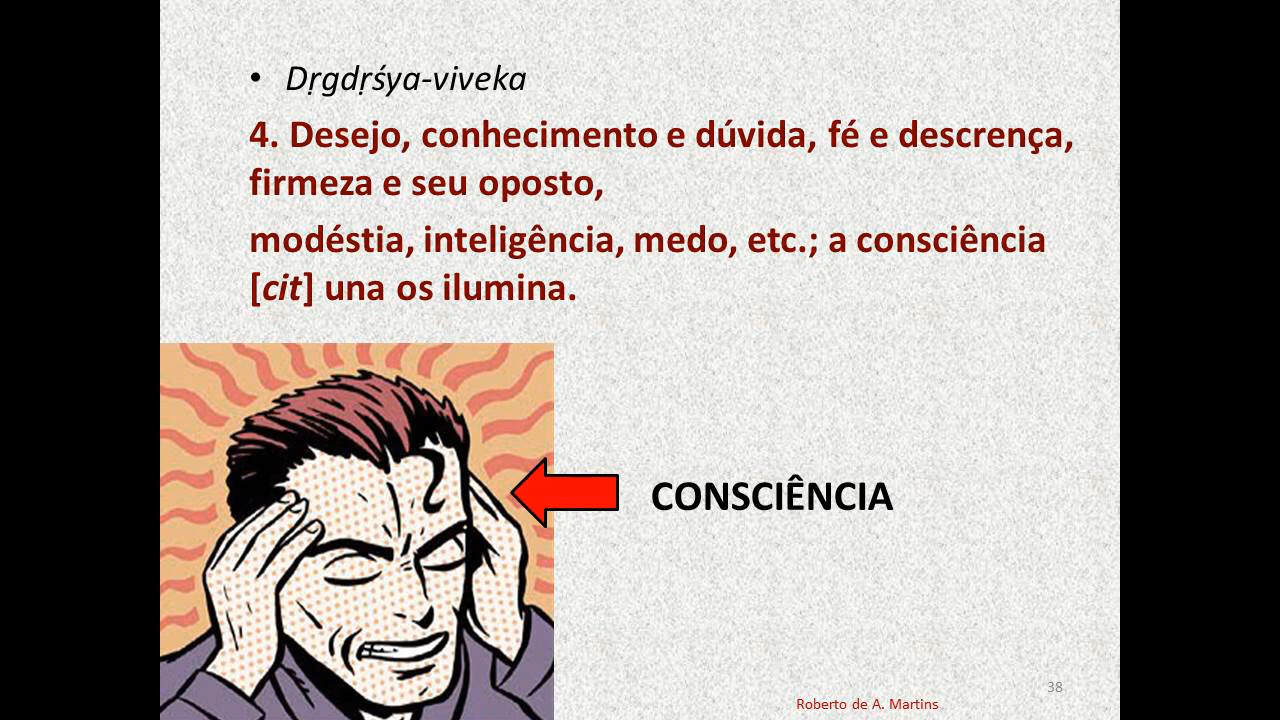 • Dṛgdṛśya-viveka
4. Desejo, conhecimento e dúvida, fé e descrença,
firmeza e seu oposto,
modéstia, inteligência, medo, etc.; a consciência
[cit] una os ilumina.
CONSCIÊNCIA
38
Roberto de A. Martins